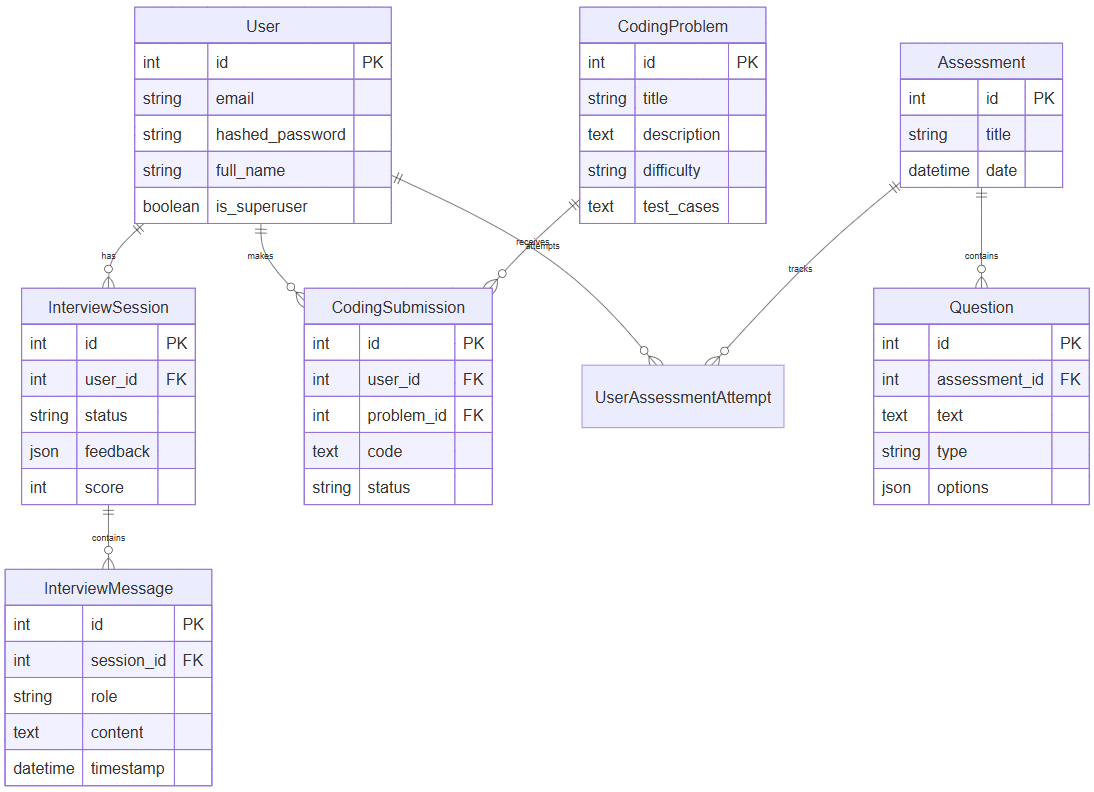 User
int id PK
string email
string hashed_password
string full_name
boolean is_superuser
CodingProblem
int id PK
string title
text description
string difficulty
text test_cases
Assessment
int id PK
string title
datetime date
has
makes
receives
attempts
tracks
contains
InterviewSession
int id PK
int user_id FK
string status
json feedback
int score
CodingSubmission
int id PK
int user_id FK
int problem_id FK
text code
string status
UserAssessmentAttempt
Question
int id PK
int assessment_id FK
text text
string type
json options
contains
InterviewMessage
int id PK
int session_id FK
string role
text content
datetime timestamp